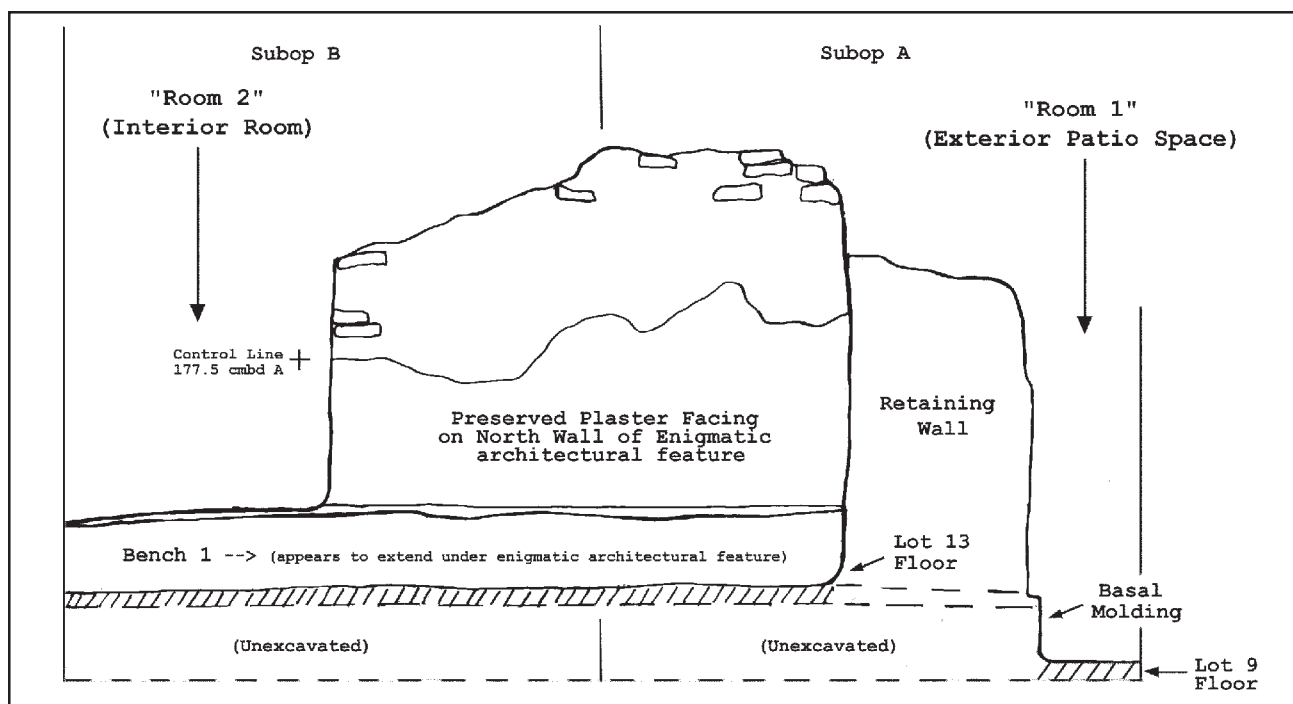 Subop B
Subop A
"Room 2"
(Interior Room)
"Room 1"
(Exterior Patio Space)
Control Line
177.5 cmbd A
Preserved Plaster Facing
on North Wall of Enigmatic
architectural feature
Retaining
Wall
Bench 1 --> (appears to extend under enigmatic architectural feature)
Lot 13
Floor
Basal
Molding
(Unexcavated)
(Unexcavated)
Lot 9
Floor